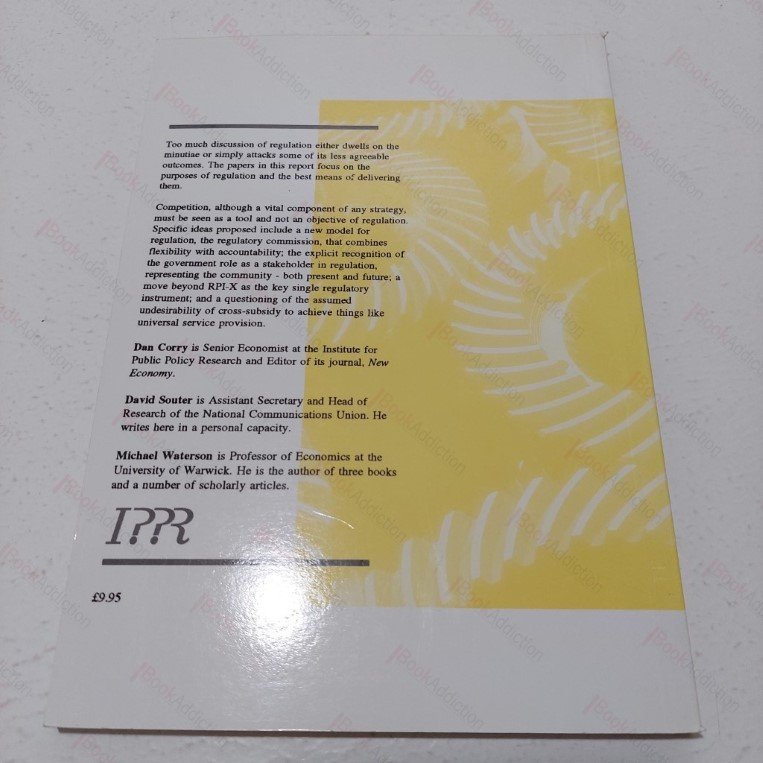 Too much discussion of regulation either dwells on the
minutiae or simply attacks some of its less agreeable
outcomes. The papers in this report focus on the
purposes of regulation and the best means of delivering
them.
Competition, although a vital component of any strategy,
must be seen as a tool and not an objective of regulation.
Specific ideas proposed include a new model for
regulation, the regulatory commission, that combines
flexibility with accountability; the explicit recognition of
the government role as a stakeholder in regulation,
representing the community - both present and future; a
move beyond RPI-X as the key single regulatory
instrument; and a questioning of the assumed
undesirability of cross-subsidy to achieve things like
universal service provision.
Dan Corry is Senior Economist at the Institute for
Public Policy Research and Editor of its journal, New
Economy.
David Souter is Assistant Secretary and Head of
Research of the National Communications Union. He
writes here in a personal capacity.
Michael Waterson is Professor of Economics at the
University of Warwick. He is the author of three books
and a number of scholarly articles.
I??R
£9.95
BookAddiction